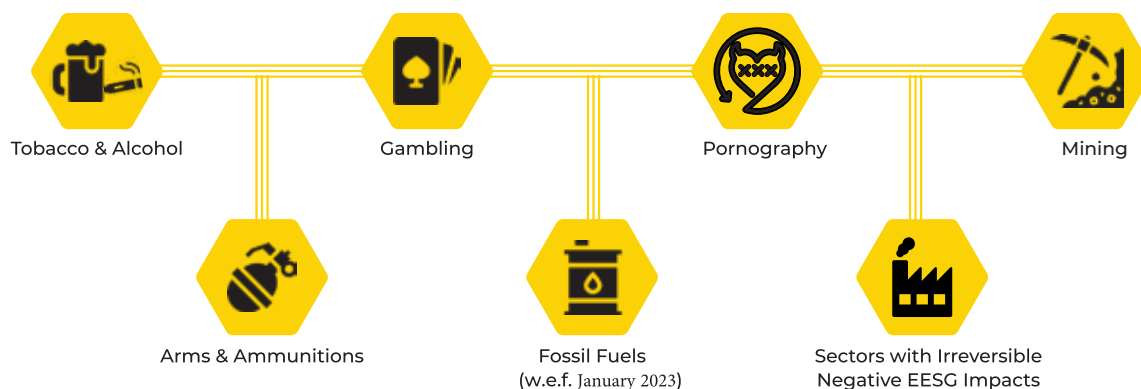 XXX
Tobacco & Alcohol
Gambling
Pornography
Mining
Arms & Ammunitions
Fossil Fuels
(w.e.f. January 2023)
Sectors with Irreversible
Negative EESG Impacts